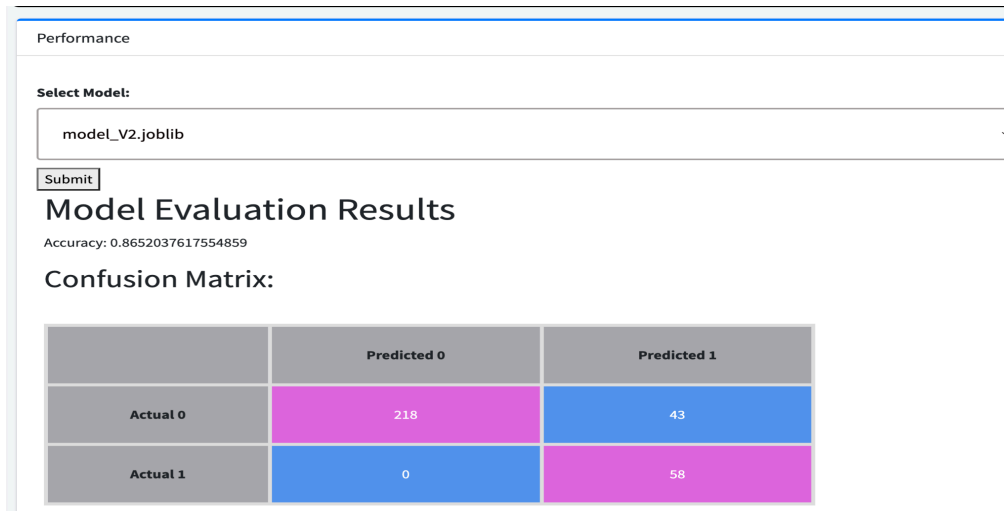 Performance
Select Model:
model_V2.joblib
Submit
Model Evaluation Results
Accuracy: 0.8652037617554859
Confusion Matrix:
Predicted 0 Predicted 1
Actual 0 218 43
Actual 1 0 58